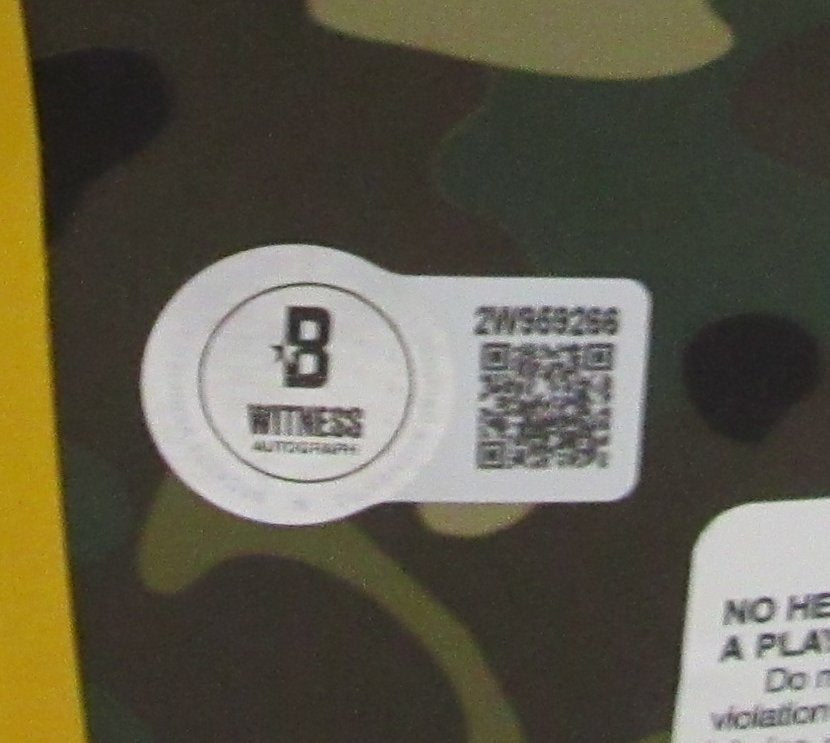 B
WITNESS
AUTOGRAPH
2W969266
NO HE
A PLAY
Do
violation